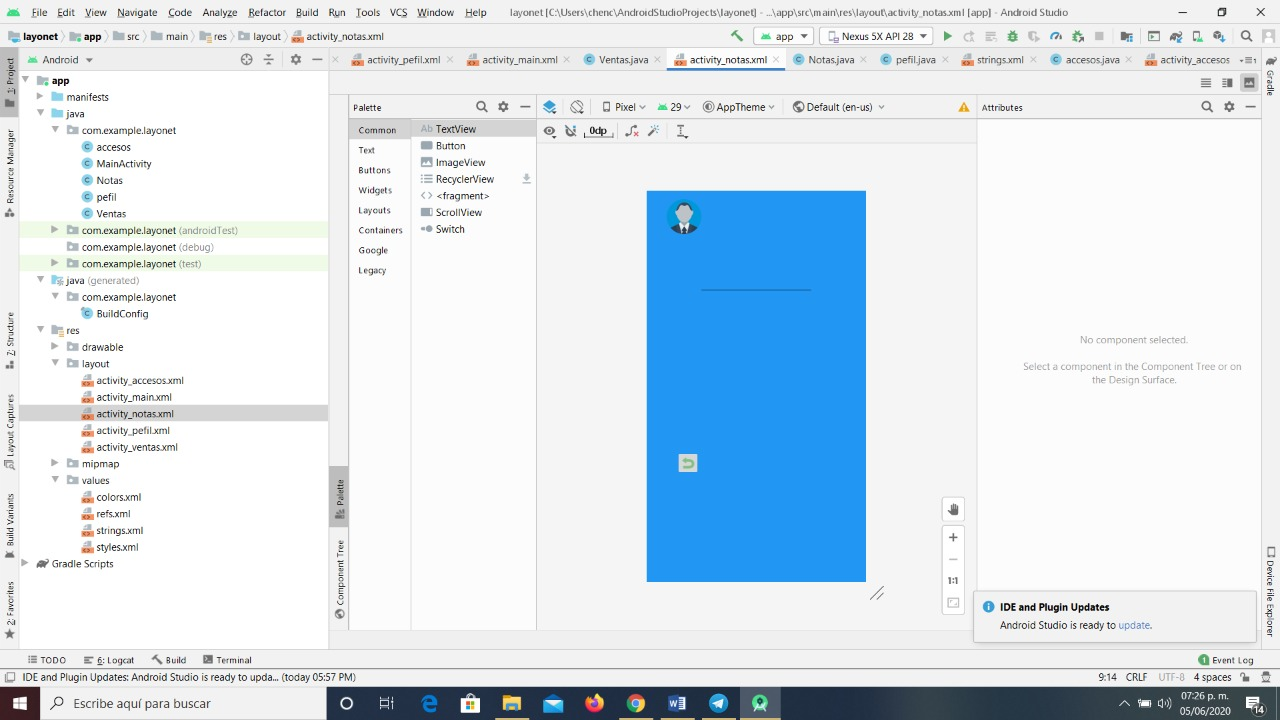 File Edit View Navigate Code Analyze Refactor Build Run Tools VCS Window Help layonet [C:\Users\chenc\AndroidStudioProjects\layonet] - ...\app\src\main\res\layout\activity_notas.xml [app] - Android Studio
layonet app src main res layout activity_notas.xml app Nexus 5X API 28
Android activity_pefil.xml activity_main.xml Ventas.java activity_notas.xml Notas.java pefil.java strings.xml accesos.java activity_accesos
1: Project
Resource Manager
Z: Structure
Layout Captures
Build Variants
2: Favorites
app
manifests
java
com.example.layonet
accesos
MainActivity
Notas
pefil
Ventas
com.example.layonet (androidTest)
com.example.layonet (debug)
com.example.layonet (test)
java (generated)
com.example.layonet
BuildConfig
res
drawable
layout
activity_accesos.xml
activity_main.xml
activity_notas.xml
activity_pefil.xml
activity_ventas.xml
mipmap
values
colors.xml
refs.xml
strings.xml
styles.xml
Gradle Scripts
Palette
Common
Text
Buttons
Widgets
Layouts
Containers
Google
Legacy
Ab TextView
Button
ImageView
RecyclerView
<fragment>
ScrollView
Switch
Palette
Component Tree
Pixel 29 AppTheme Default (en-us)
0dp
1:1
Attributes
No component selected.
Select a component in the Component Tree or on
the Design Surface.
Gradle
Device File Explorer
IDE and Plugin Updates
Android Studio is ready to update.
TODO 6: Logcat Build Terminal 1 Event Log
IDE and Plugin Updates: Android Studio is ready to upda... (today 05:57 PM) 9:14 CRLF UTF-8 4 spaces
Escribe aquí para buscar
07:26 p. m.
05/06/2020
14